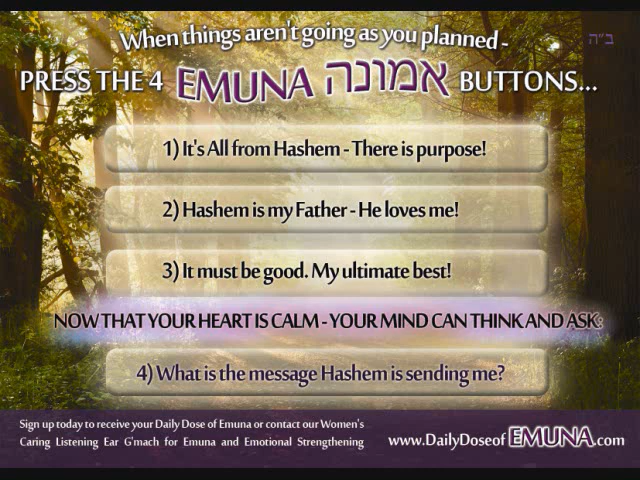 ב"ה
When things aren't going as you planned -
PRESS THE 4 EMUNA אמונה BUTTONS...
1) It's All from Hashem - There is purpose!
2) Hashem is my Father - He loves me!
3) It must be good. My ultimate best!
NOW THAT YOUR HEART IS CALM - YOUR MIND CAN THINK AND ASK:
4) What is the message Hashem is sending me?
Sign up today to receive your Daily Dose of Emuna or contact our Women's
Caring Listening Ear G'mach for Emuna and Emotional Strengthening
www.DailyDoseofEMUNA.com